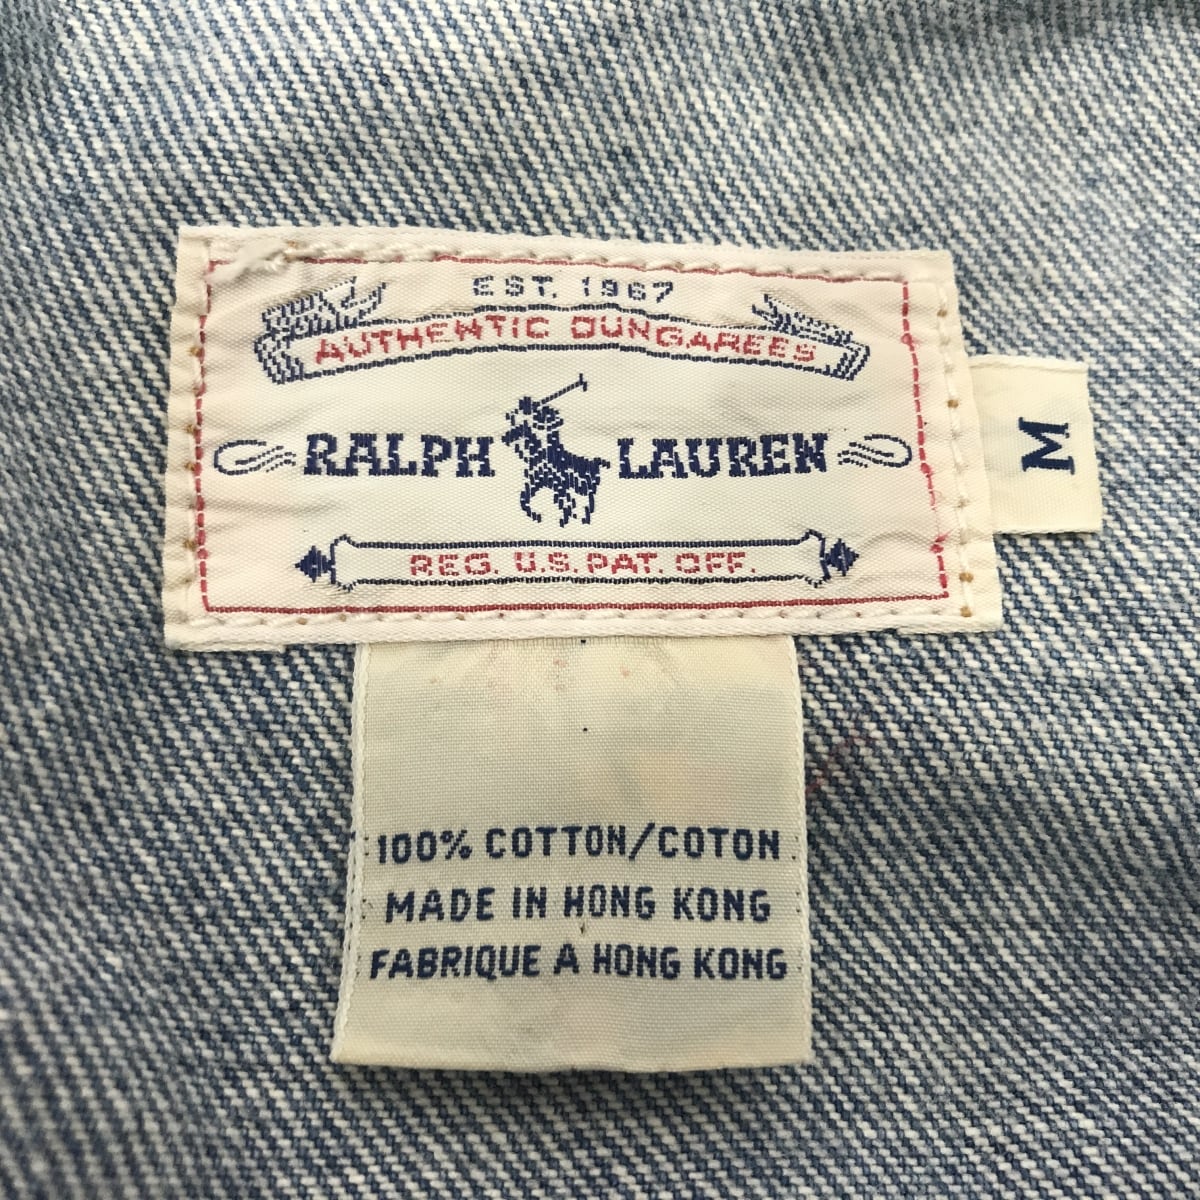 EST. 1967
AUTHENTIC DUNGAREES
RALPH LAUREN
REG. U.S. PAT. OFF.
M
100% COTTON/COTON
MADE IN HONG KONG
FABRIQUE A HONG KONG